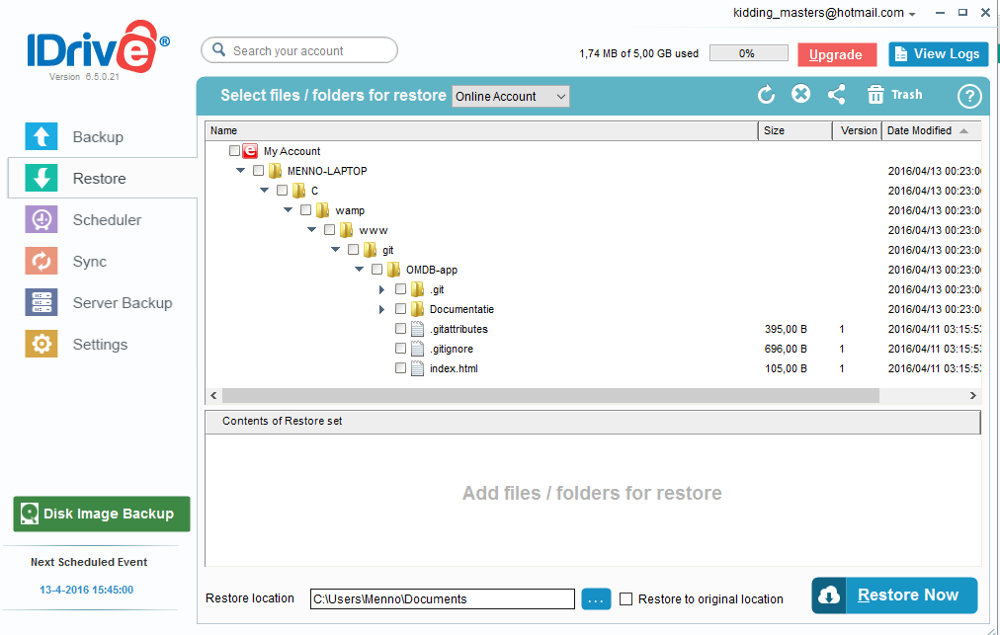 kidding_masters@hotmail.com
IDrive®
Version 6.5.0.21
Search your account
1,74 MB of 5,00 GB used
0%
Upgrade
View Logs
Select files / folders for restore
Online Account
Trash
?
Backup
Restore
Scheduler
Sync
Server Backup
Settings
Disk Image Backup
Next Scheduled Event
13-4-2016 15:45:00
Name Size Version Date Modified
My Account
MENNO-LAPTOP 2016/04/13 00:23:0
C 2016/04/13 00:23:0
wamp 2016/04/13 00:23:0
www 2016/04/13 00:23:0
git 2016/04/13 00:23:0
OMDB-app 2016/04/13 00:23:0
.git 2016/04/13 00:23:0
Documentatie 2016/04/13 00:23:0
.gitattributes 395,00 B 1 2016/04/11 03:15:53
.gitignore 696,00 B 1 2016/04/11 03:15:53
index.html 105,00 B 1 2016/04/11 03:15:53
Contents of Restore set
Add files / folders for restore
Restore location
C:\Users\Menno\Documents
...
Restore to original location
Restore Now